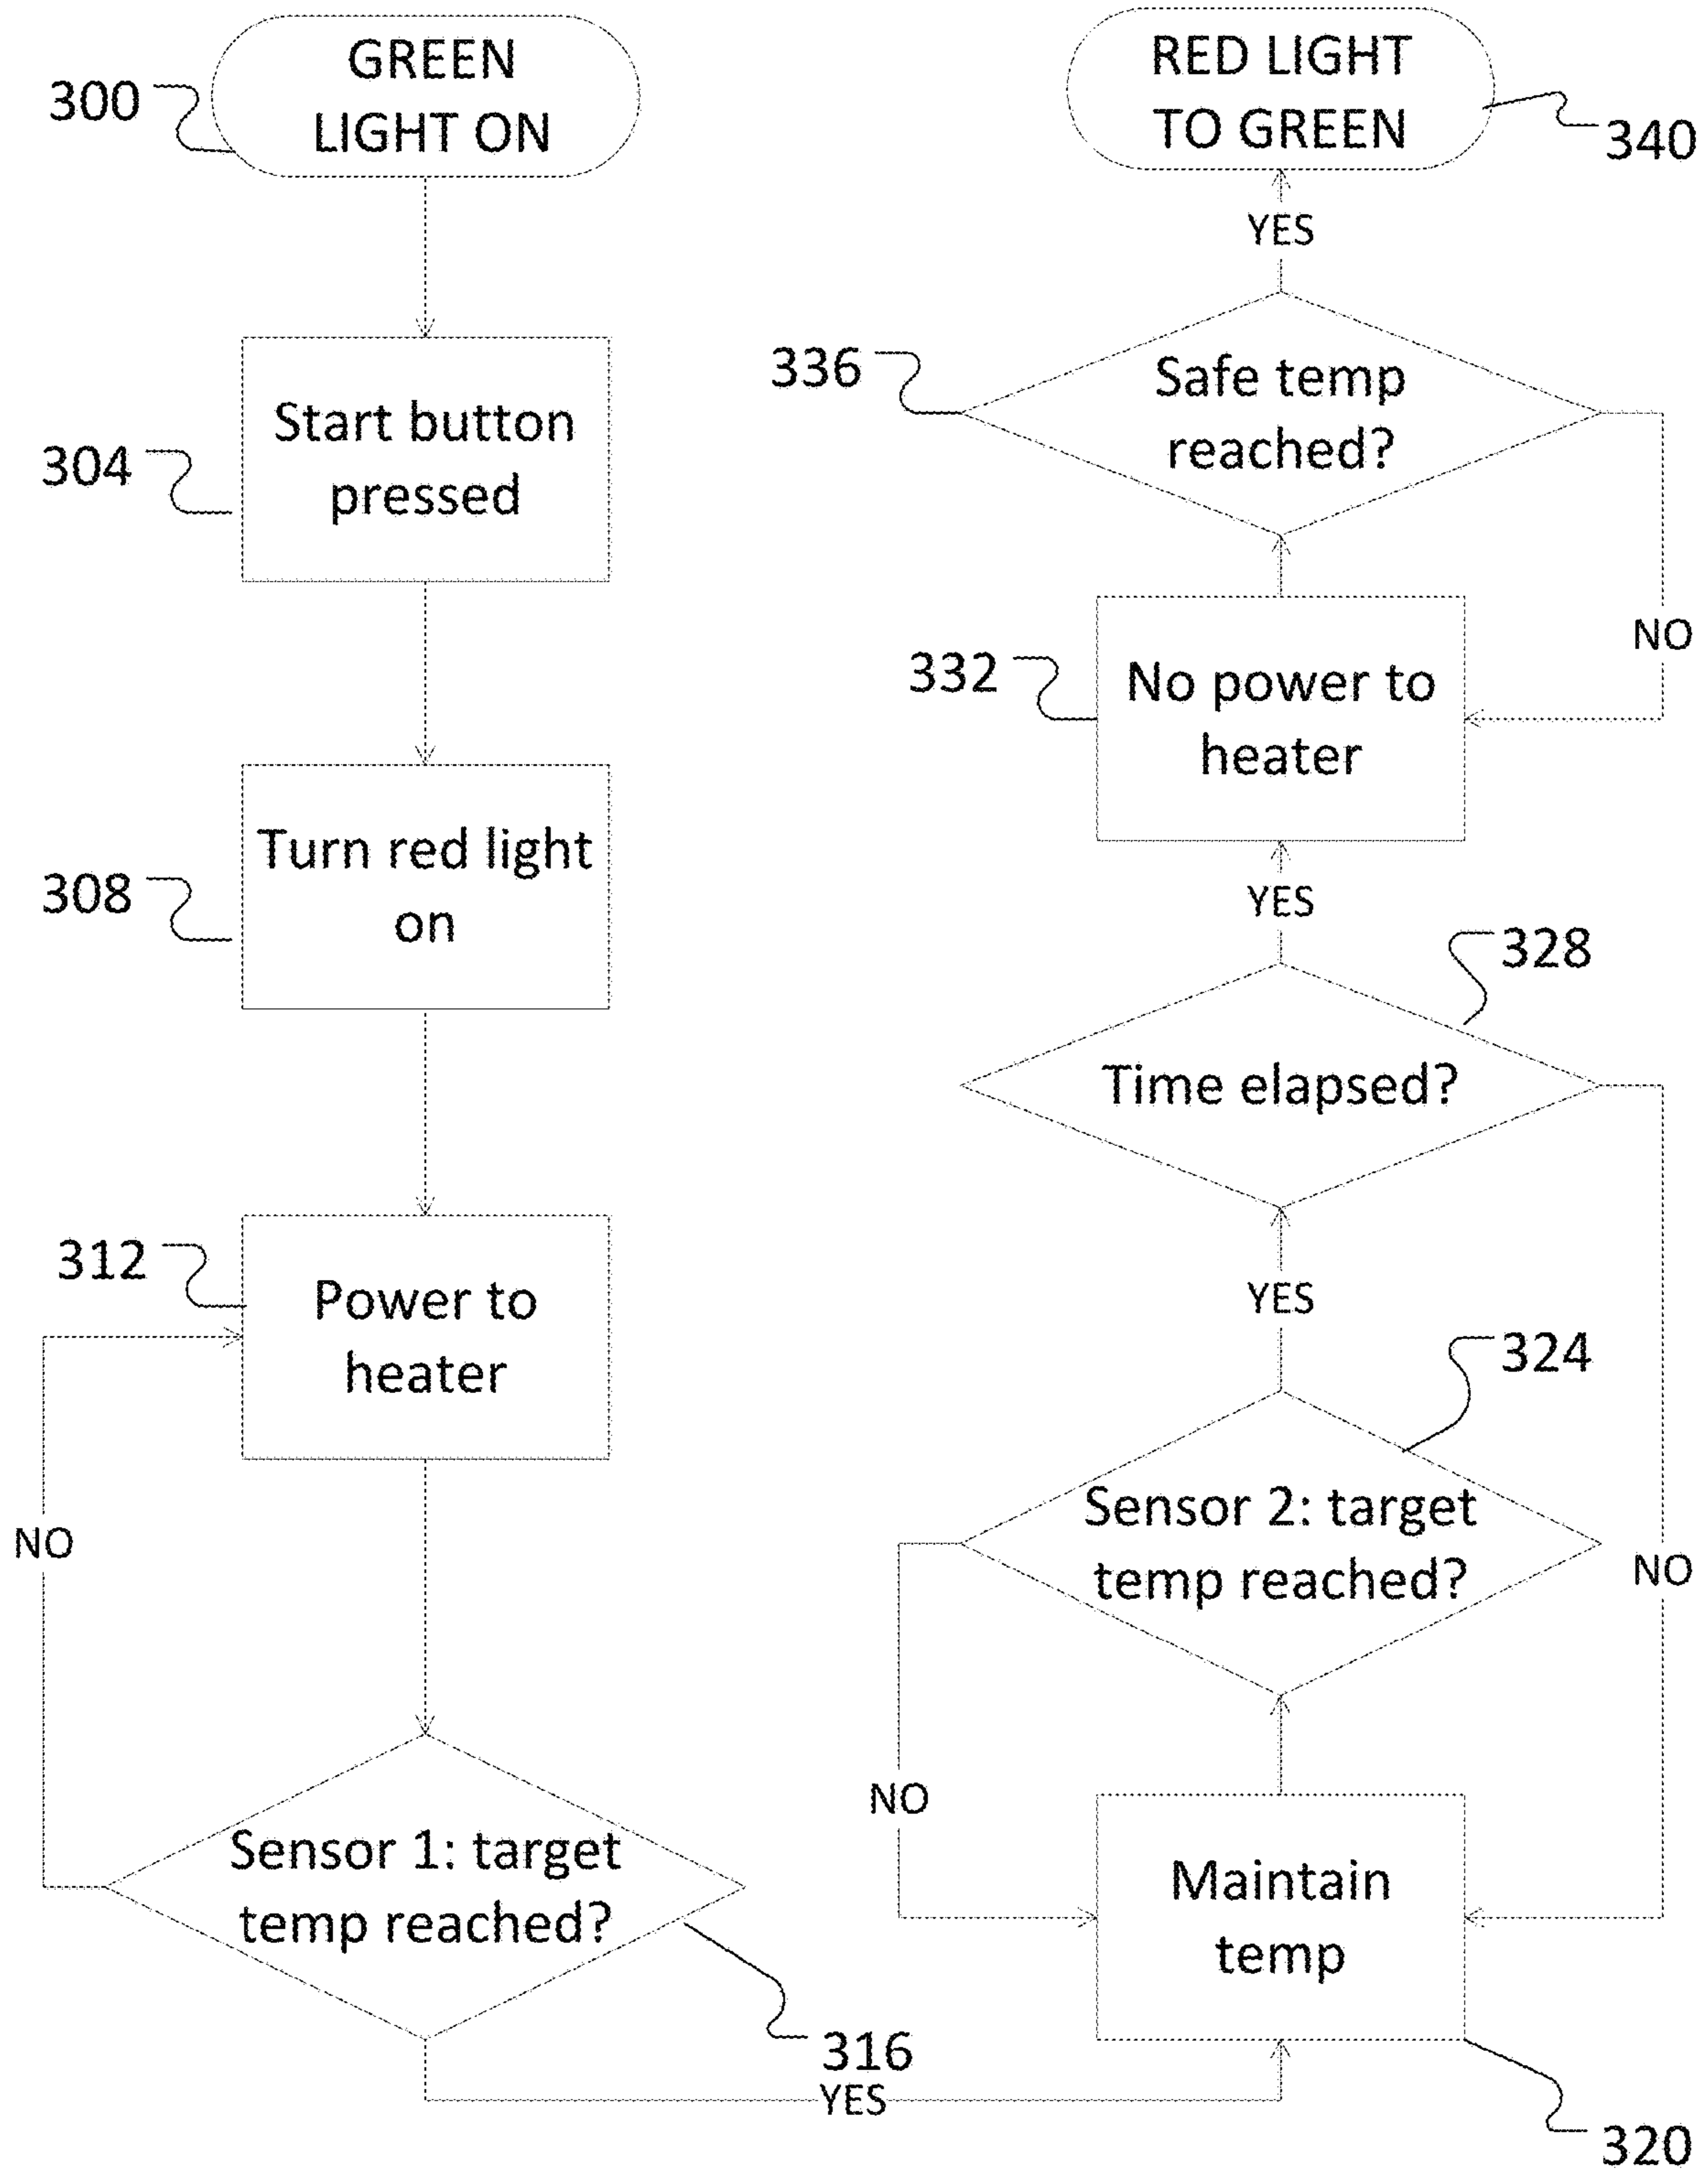 GREEN
LIGHT ON
300
Start button
pressed
304
Turn red light
on
308
312
Power to
heater
NO
Sensor 1: target
temp reached?
316
YES
RED LIGHT
TO GREEN
340
YES
336
Safe temp
reached?
NO
332
No power to
heater
YES
328
Time elapsed?
YES
324
Sensor 2: target
temp reached?
NO
NO
Maintain
temp
320